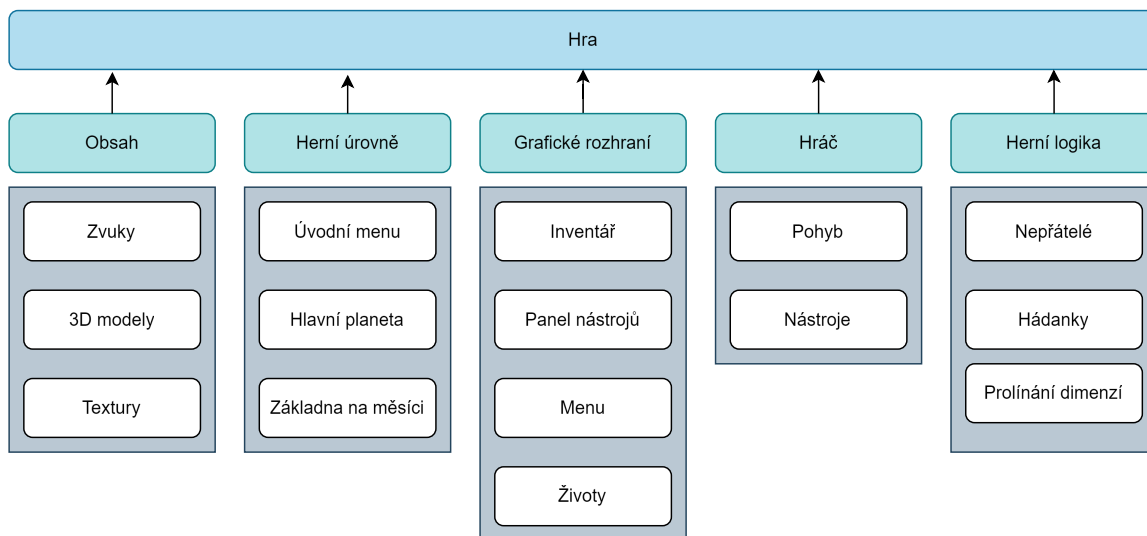 Hra
Obsah
Herní úrovně
Grafické rozhraní
Hráč
Herní logika
Zvuky
Úvodní menu
Inventář
Pohyb
Nepřátelé
3D modely
Hlavní planeta
Panel nástrojů
Nástroje
Hádanky
Textury
Základna na měsíci
Menu
Prolínání dimenzí
Životy